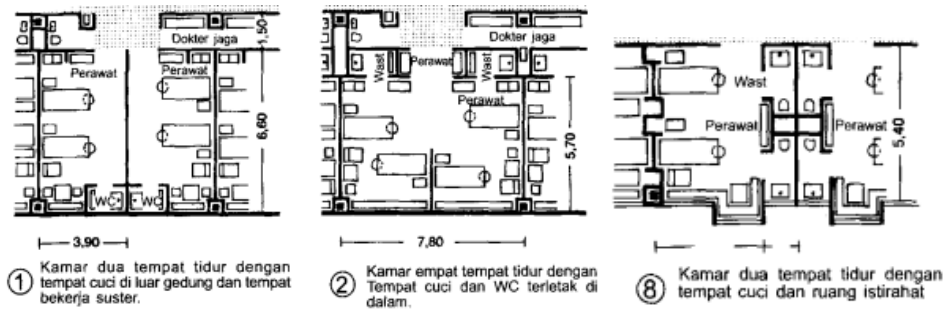 Dokter jaga
Perawat
Perawat
WC
WC
1,50
6,60
3,90
1 Kamar dua tempat tidur dengan
tempat cuci di luar gedung dan tempat
bekerja suster.
Dokter jaga
Wast
Perawat
Wast
Perawat
5,70
7,80
2 Kamar empat tempat tidur dengan
Tempat cuci dan WC terletak di
dalam.
Wast
Perawat
Perawat
5,40
8 Kamar dua tempat tidur dengan
tempat cuci dan ruang istirahat